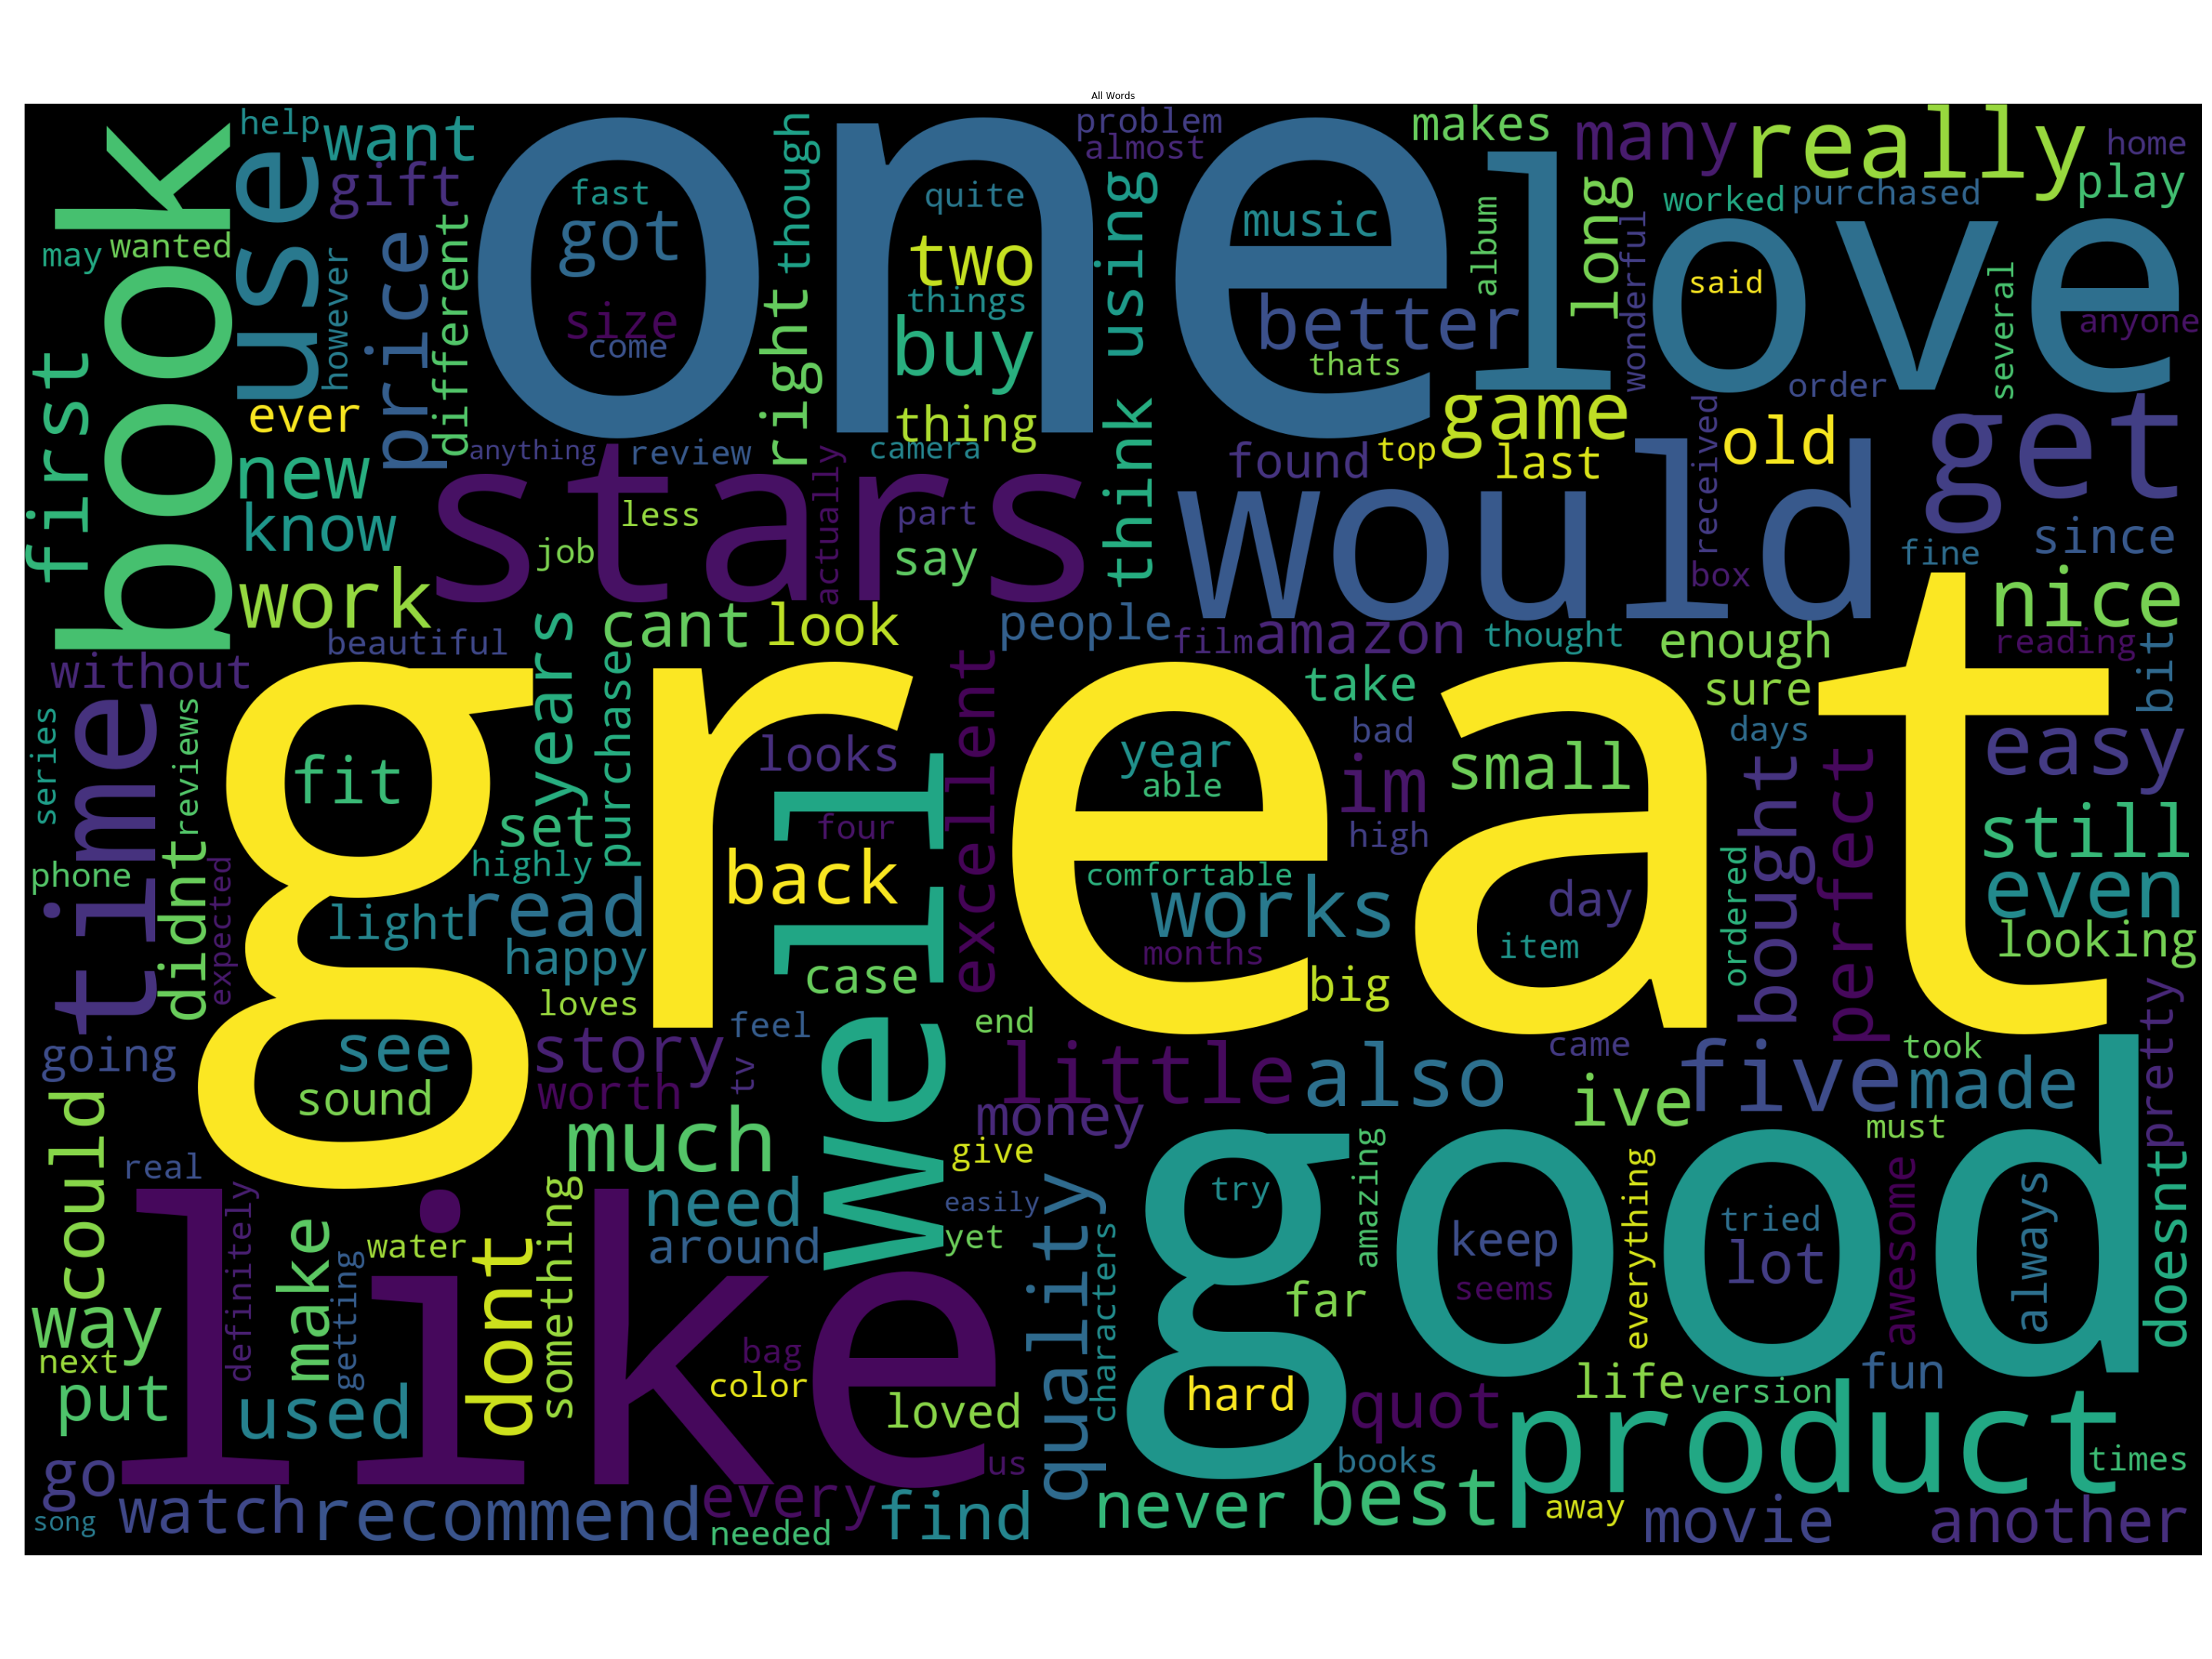 All Words
help
want
gift
may
wanted
however
book
use
first
price
different
ever
new
know
work
one
fast
got
size
come
right
though
quite
two
things
buy
thing
think
using
problem
almost
music
better
thats
album
makes
long
many
really
home
play
worked
purchased
love
said
wonderful
order
several
anyone
game
get
anything
review
camera
stars
less
job
actually
part
say
found
top
last
old
received
box
would
fine
since
nice
reading
bit
beautiful
cant
look
people
film
amazon
thought
enough
sure
without
time
series
reviews
phone
didnt
expected
great
fit
years
set
purchase
highly
looks
four
back
well
excellent
year
able
take
bad
im
high
small
days
easy
still
even
looking
comfortable
works
months
day
item
ordered
bought
perfect
light
read
happy
case
loves
big
feel
end
see
sound
story
worth
tv
going
could
little
also
came
five
took
made
pretty
money
ive
must
much
real
like
definitely
make
getting
water
dont
something
need
around
give
easily
yet
quality
characters
good
try
amazing
far
keep
seems
everything
tried
lot
awesome
always
doesnt
way
next
put
used
bag
color
loved
hard
quot
life
version
fun
product
books
times
go
song
watch
recommend
every
needed
us
find
never
best
away
movie
another